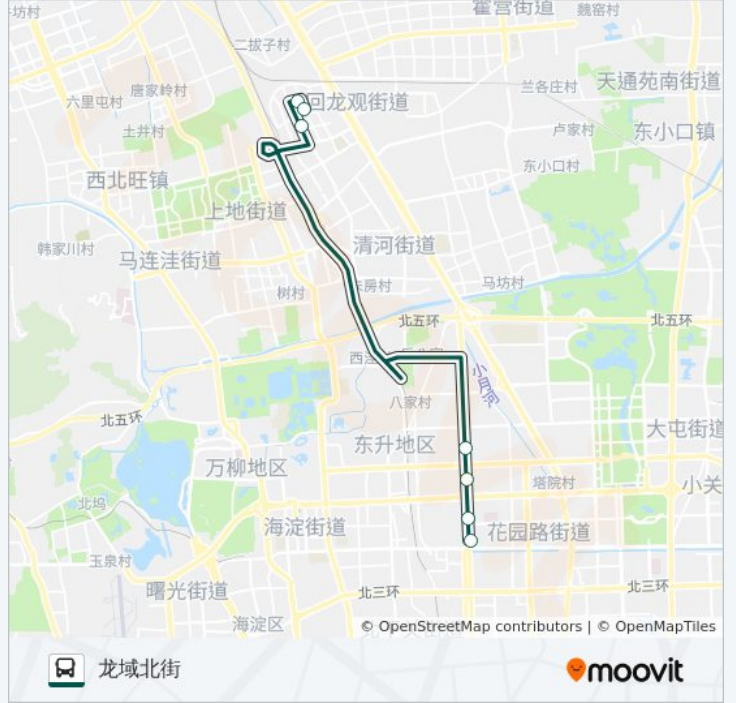 坊村
霍营街道
魏窑村
二拔子村
兰各庄村
天通苑南街道
唐家岭村
六里屯村
回龙观街道
土井村
卢家村
东小口镇
西北旺镇
东小口村
上地街道
清河街道
韩家川村
马连洼街道
树村
朱房村
马坊村
北五环
北五环
小月河
八家村
北五环
东升地区
大屯街道
万柳地区
塔院村
小关
北坞
海淀街道
花园路街道
玉泉村
曙光街道
北三环
北三环
海淀区
© OpenStreetMap contributors | © OpenMapTiles
龙域北街
moovit